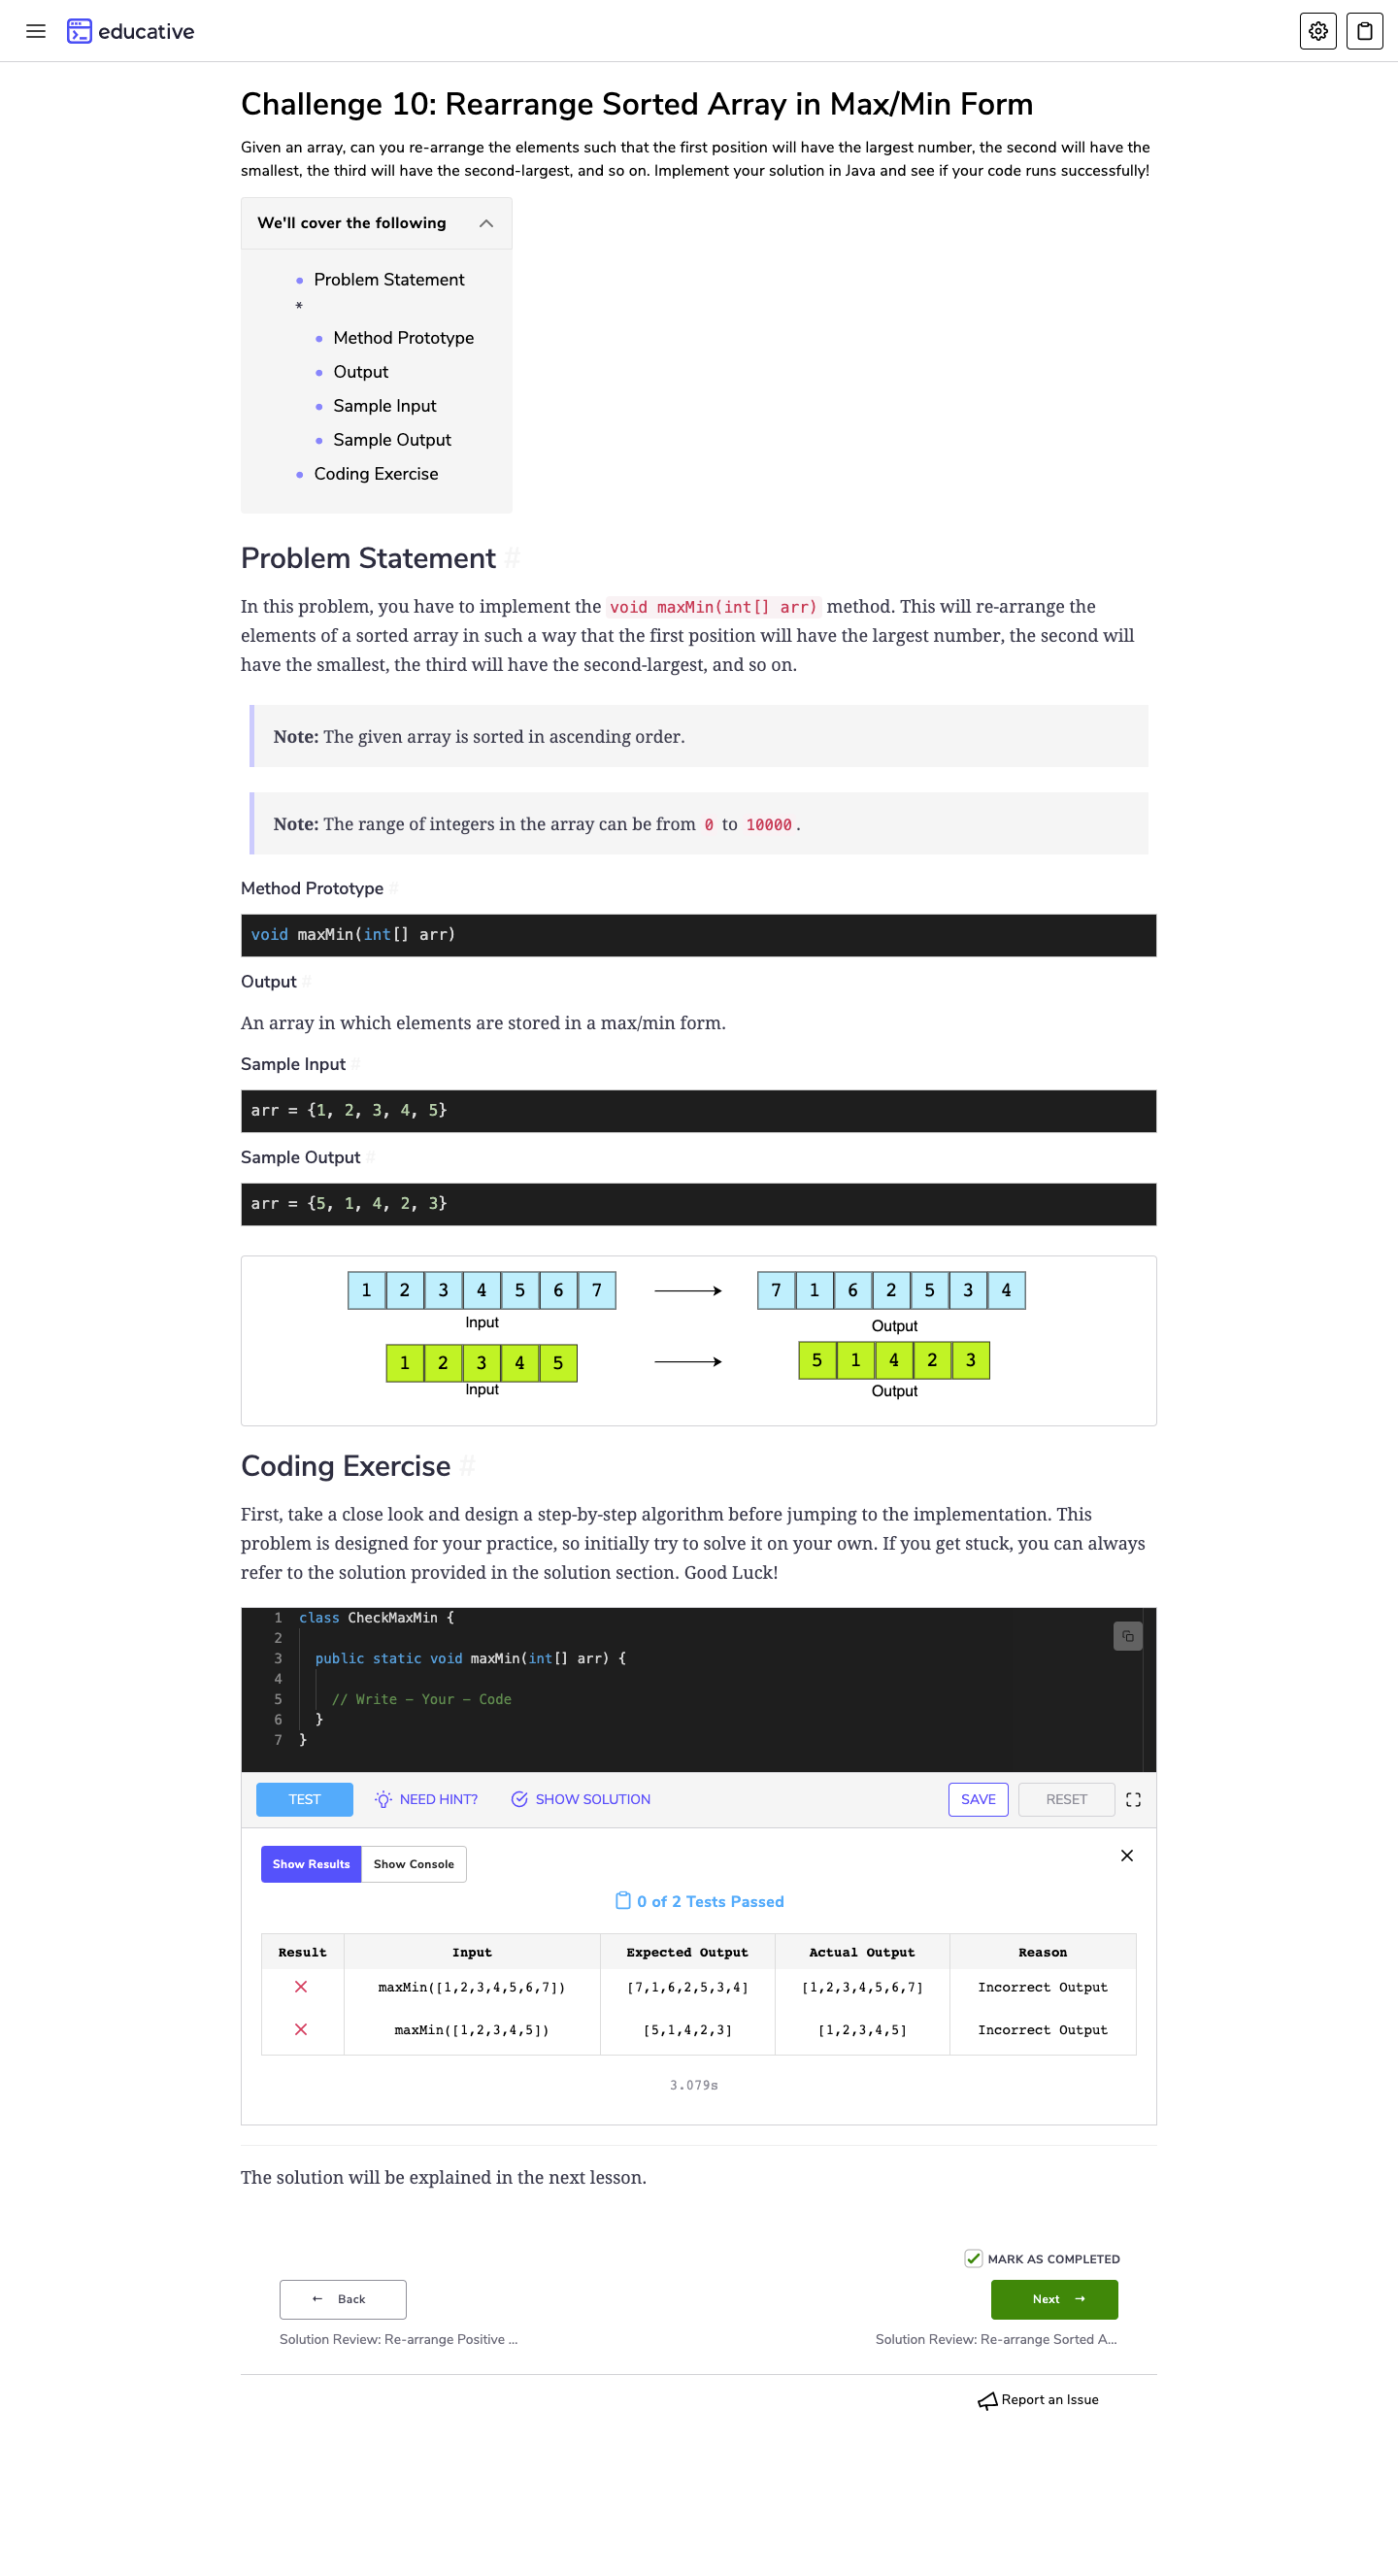 educative
Challenge 10: Rearrange Sorted Array in Max/Min Form
Given an array, can you re-arrange the elements such that the first position will have the largest number, the second will have the
smallest, the third will have the second-largest, and so on. Implement your solution in Java and see if your code runs successfully!
We'll cover the following
Problem Statement
*
Method Prototype
Output
Sample Input
Sample Output
Coding Exercise
Problem Statement #
In this problem, you have to implement the void maxMin(int[] arr) method. This will re-arrange the
elements of a sorted array in such a way that the first position will have the largest number, the second will
have the smallest, the third will have the second-largest, and so on.
Note: The given array is sorted in ascending order.
Note: The range of integers in the array can be from 0 to 10000.
Method Prototype #
void maxMin(int[] arr)
Output #
An array in which elements are stored in a max/min form.
Sample Input #
arr = {1, 2, 3, 4, 5}
Sample Output #
arr = {5, 1, 4, 2, 3}
1 2 3 4 5 6 7 7 1 6 2 5 3 4
Input Output
1 2 3 4 5 5 1 4 2 3
Input Output
Coding Exercise #
First, take a close look and design a step-by-step algorithm before jumping to the implementation. This
problem is designed for your practice, so initially try to solve it on your own. If you get stuck, you can always
refer to the solution provided in the solution section. Good Luck!
1 class CheckMaxMin {
2
3 public static void maxMin(int[] arr) {
4
5 // Write - Your - Code
6 }
7 }
TEST NEED HINT? SHOW SOLUTION SAVE RESET
Show Results Show Console
0 of 2 Tests Passed
Result Input Expected Output Actual Output Reason
maxMin([1,2,3,4,5,6,7]) [7,1,6,2,5,3,4] [1,2,3,4,5,6,7] Incorrect Output
maxMin([1,2,3,4,5]) [5,1,4,2,3] [1,2,3,4,5] Incorrect Output
3.079s
The solution will be explained in the next lesson.
MARK AS COMPLETED
← Back Next →
Solution Review: Re-arrange Positive ... Solution Review: Re-arrange Sorted A...
Report an Issue